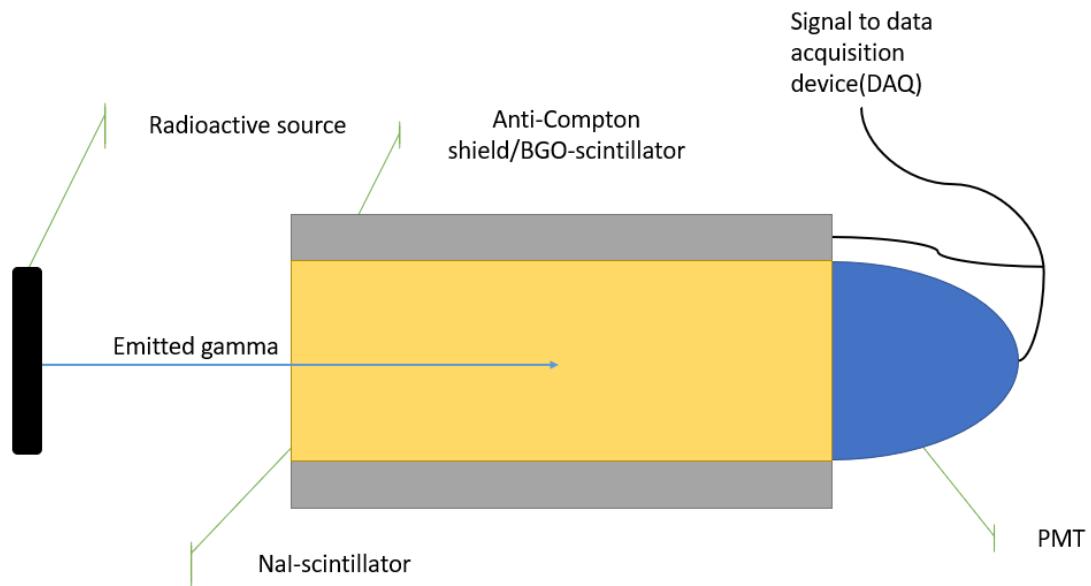 Signal to data
acquisition
device(DAQ)
Radioactive source
Anti-Compton
shield/BGO-scintillator
Emitted gamma
NaI-scintillator
PMT